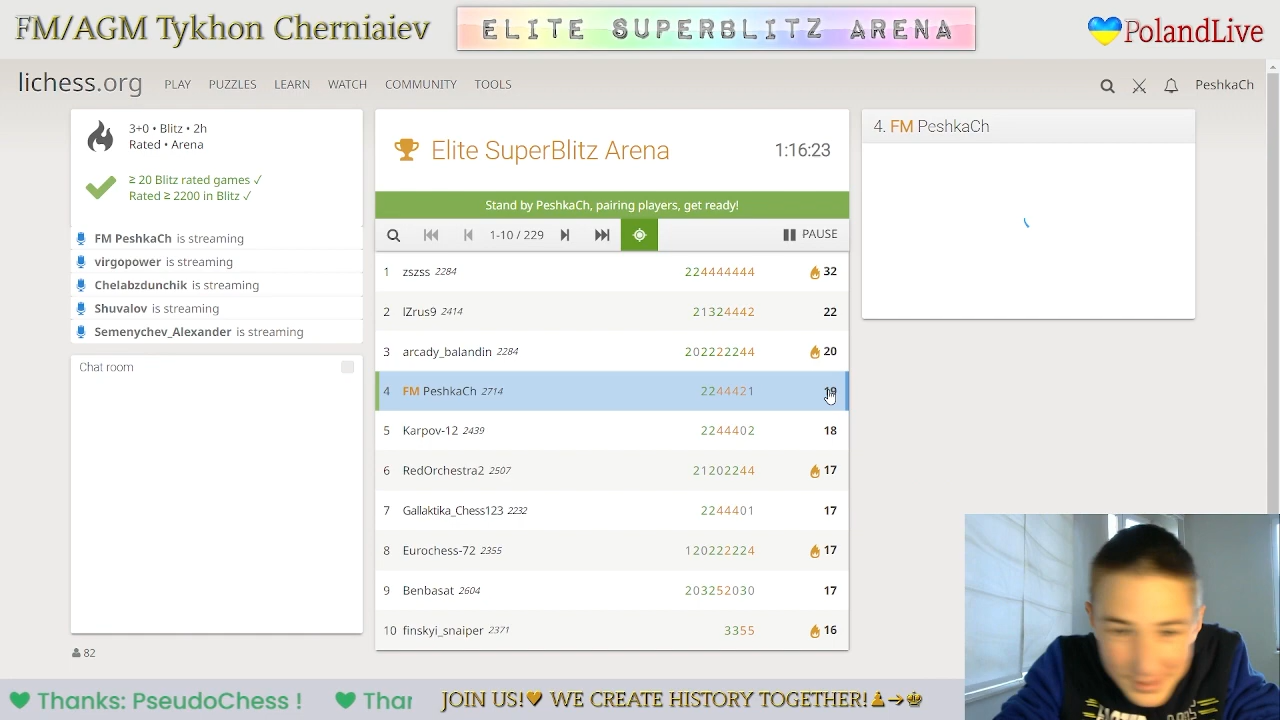 FM/AGM Tykhon Cherniaiev
ELITE SUPERBLITZ ARENA
PolandLive
lichess.org
PLAY
PUZZLES
LEARN
WATCH
COMMUNITY
TOOLS
PeshkaCh
3+0 • Blitz • 2h
Rated • Arena
≥ 20 Blitz rated games ✓
Rated ≥ 2200 in Blitz ✓
FM PeshkaCh is streaming
virgopower is streaming
Chelabzdunchik is streaming
Shuvalov is streaming
Semenychev_Alexander is streaming
Chat room
82
Elite SuperBlitz Arena 1:16:23
Stand by PeshkaCh, pairing players, get ready!
1-10 / 229 PAUSE
1 zszss 2284 224444444 32
2 IZrus9 2414 21324442 22
3 arcady_balandin 2284 202222244 20
4 FM PeshkaCh 2714 2244421 19
5 Karpov-12 2439 2244402 18
6 RedOrchestra2 2507 21202244 17
7 Gallaktika_Chess123 2232 2244401 17
8 Eurochess-72 2355 120222224 17
9 Benbasat 2604 203252030 17
10 finskyi_snaiper 2371 3355 16
4. FM PeshkaCh
Thanks: PseudoChess !
Thar
JOIN US! WE CREATE HISTORY TOGETHER!